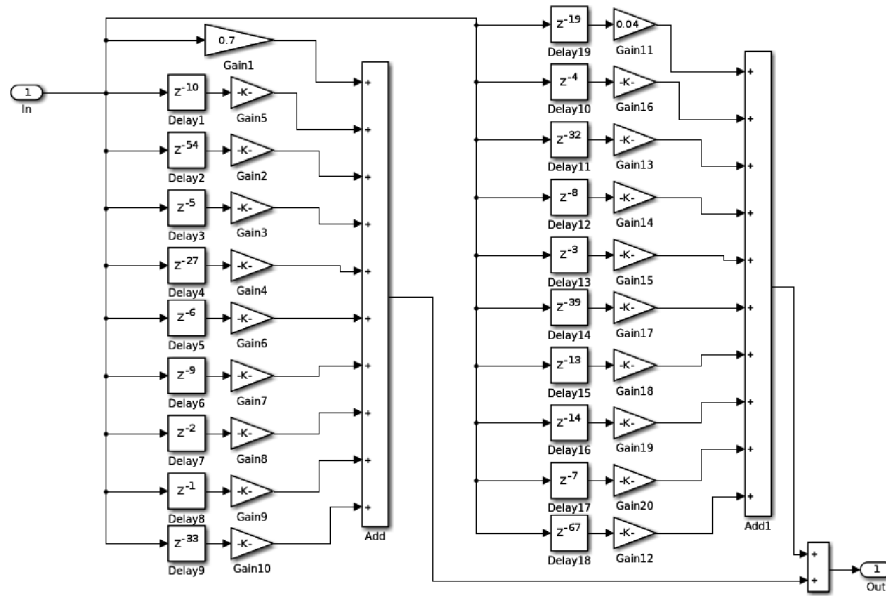 1
In
0.7
Gain1
z-10
Delay1
-K-
Gain5
z-54
Delay2
-K-
Gain2
z-5
Delay3
-K-
Gain3
z-27
Delay4
-K-
Gain4
z-6
Delay5
-K-
Gain6
z-9
Delay6
-K-
Gain7
z-2
Delay7
-K-
Gain8
z-1
Delay8
-K-
Gain9
z-33
Delay9
-K-
Gain10
+
+
+
+
+
+
+
+
+
+
Add
z-19
Delay19
0.04
Gain11
z-4
Delay10
-K-
Gain16
z-32
Delay11
-K-
Gain13
z-8
Delay12
-K-
Gain14
z-3
Delay13
-K-
Gain15
z-39
Delay14
-K-
Gain17
z-13
Delay15
-K-
Gain18
z-14
Delay16
-K-
Gain19
z-7
Delay17
-K-
Gain20
z-67
Delay18
-K-
Gain12
+
+
+
+
+
+
+
+
+
+
Add1
+
+
1
Out